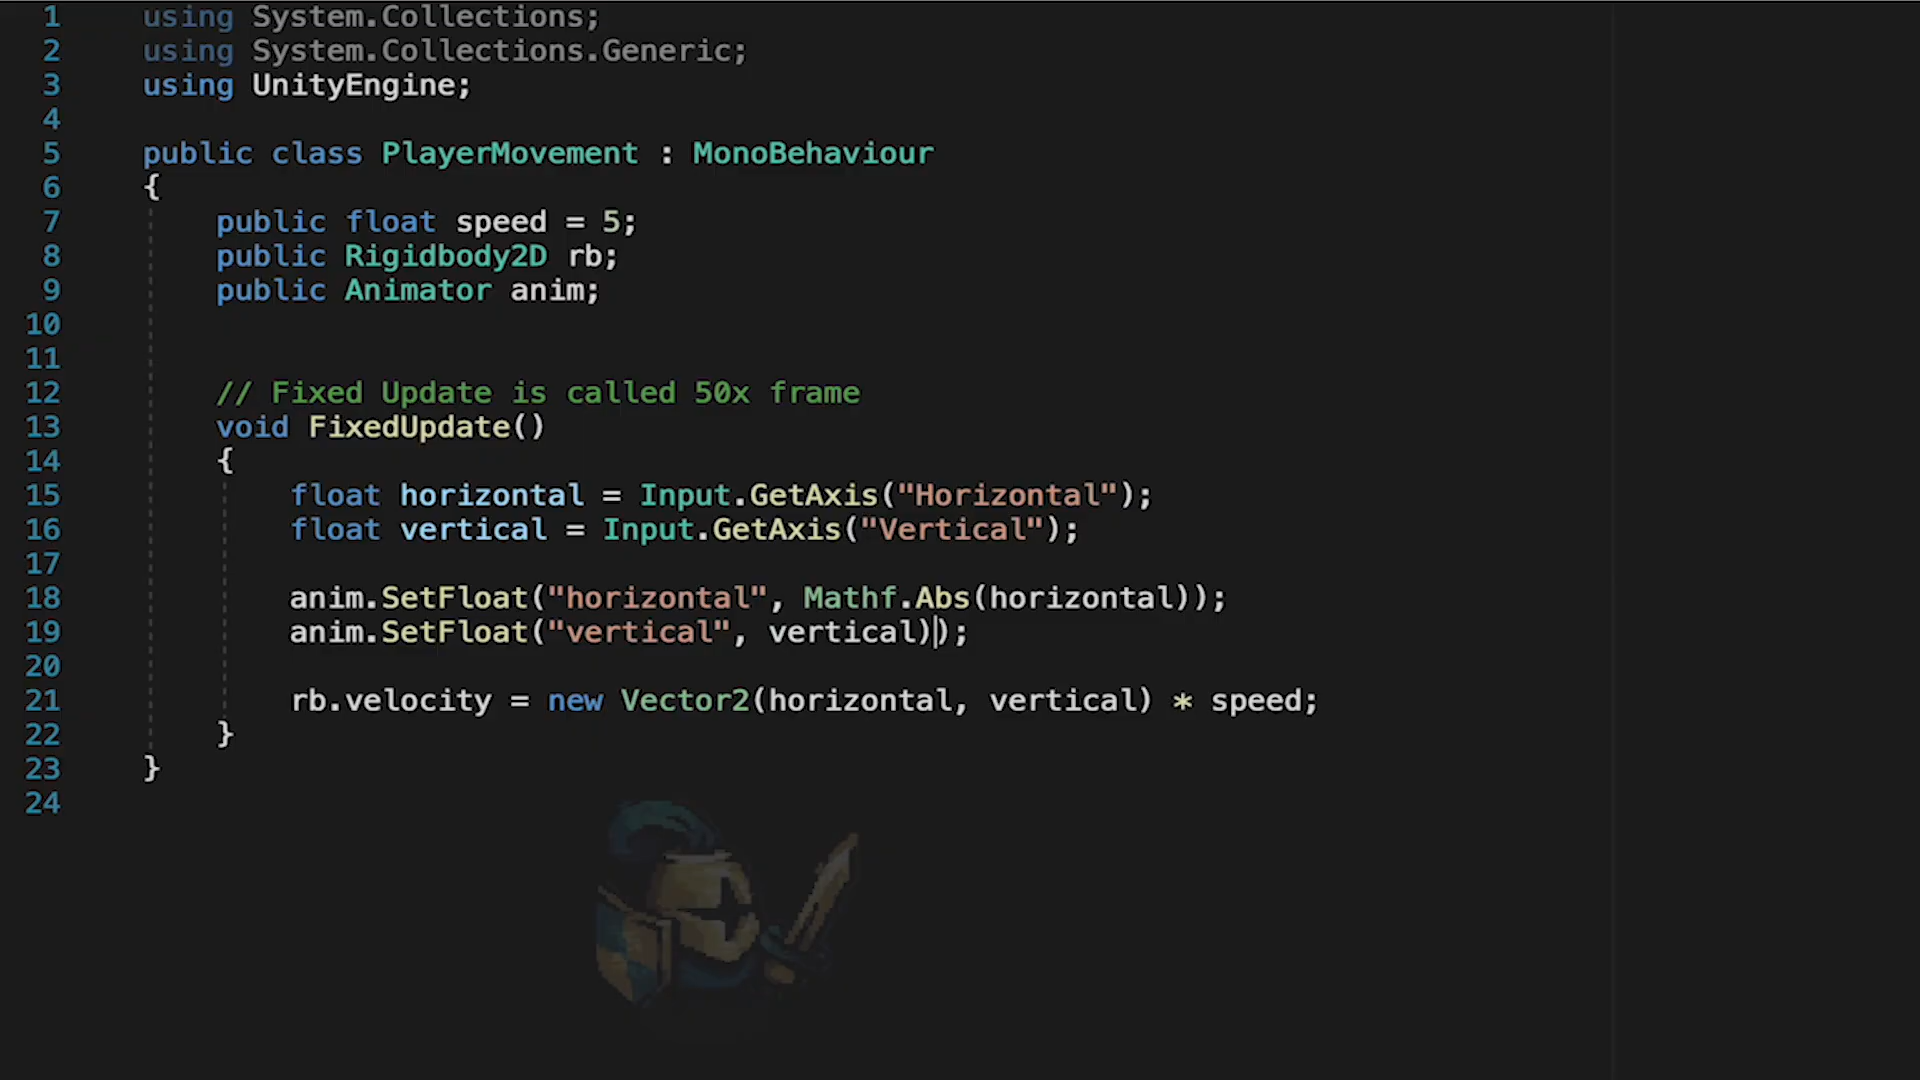 1 using System.Collections;
2 using System.Collections.Generic;
3 using UnityEngine;
4
5 public class PlayerMovement : MonoBehaviour
6 {
7 public float speed = 5;
8 public Rigidbody2D rb;
9 public Animator anim;
10
11
12 // Fixed Update is called 50x frame
13 void FixedUpdate()
14 {
15 float horizontal = Input.GetAxis("Horizontal");
16 float vertical = Input.GetAxis("Vertical");
17
18 anim.SetFloat("horizontal", Mathf.Abs(horizontal));
19 anim.SetFloat("vertical", vertical));
20
21 rb.velocity = new Vector2(horizontal, vertical) * speed;
22 }
23 }
24